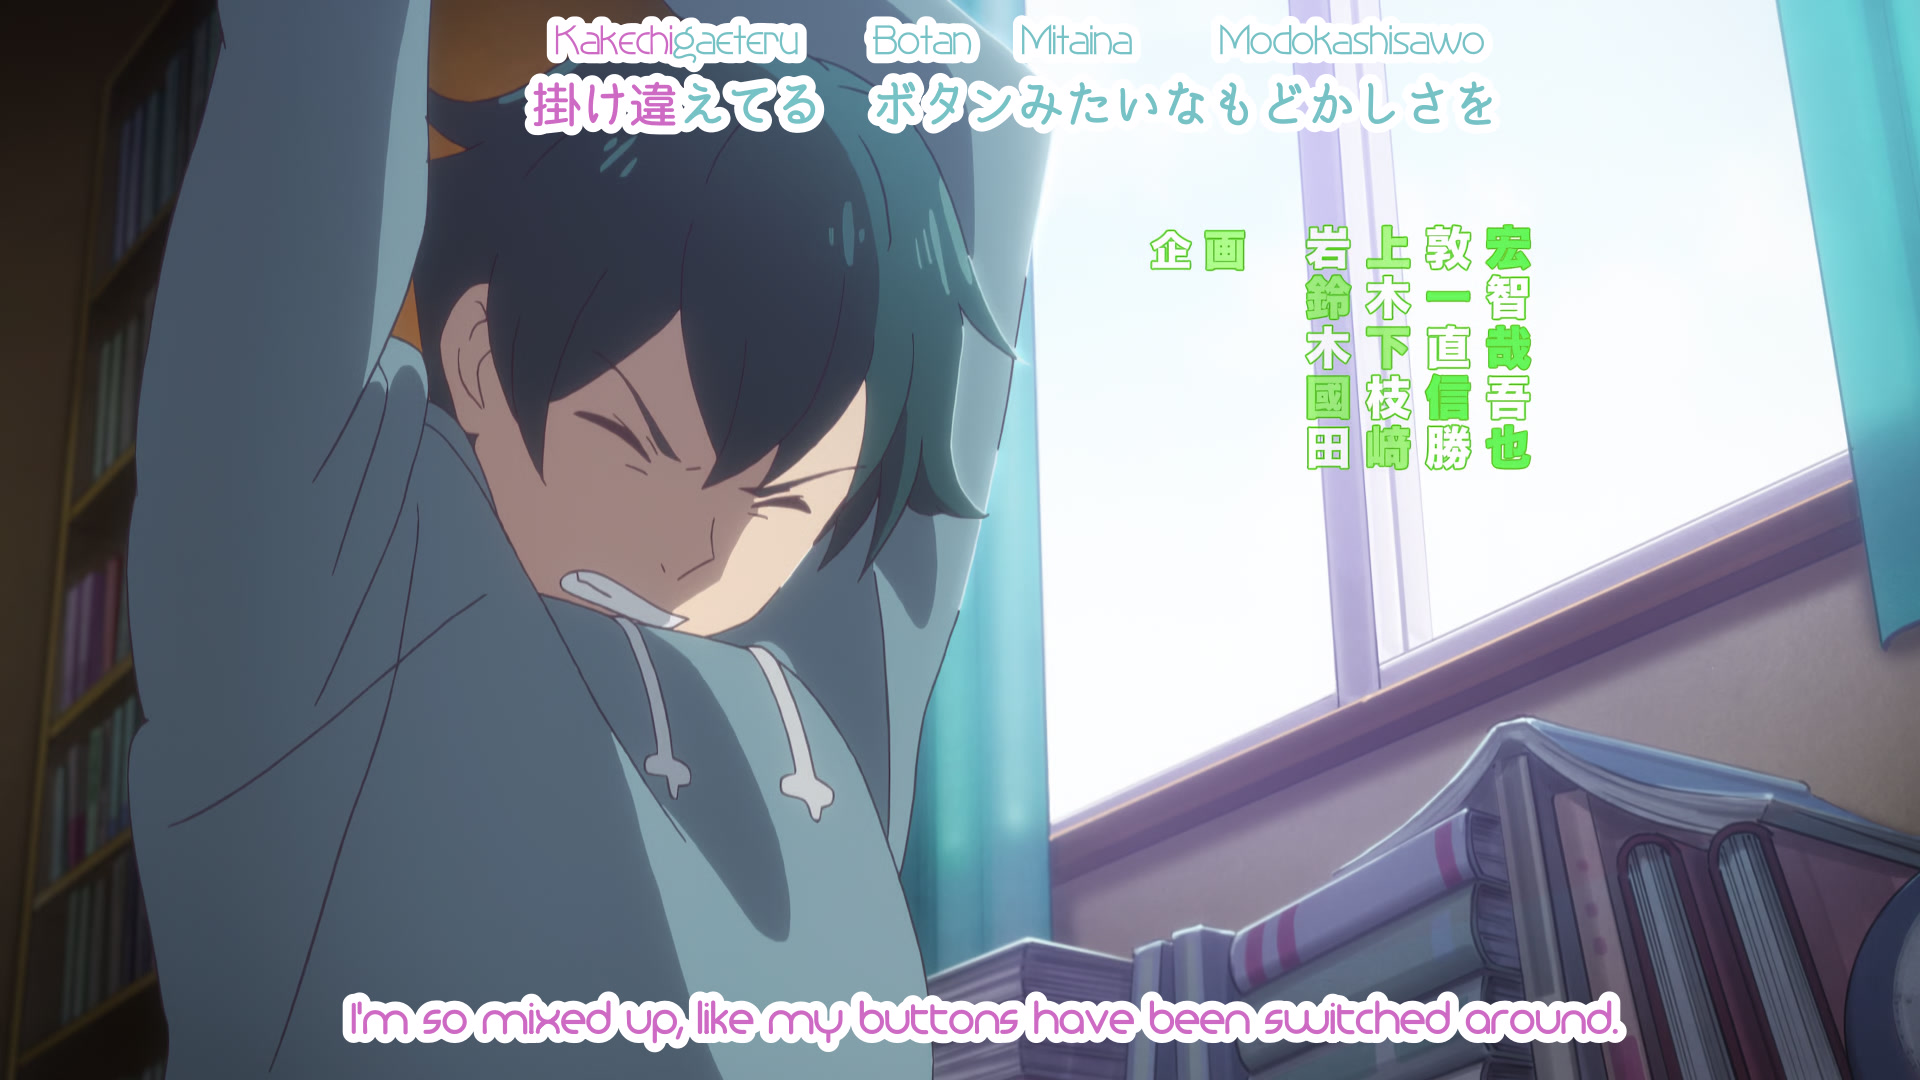 Kakechigaeteru Botan Mitaina Modokashisawo
掛け違えてる ボタンみたいなもどかしさを
企画 岩上敦宏
鈴木一智
木下直哉
國枝信吾
田﨑勝也
I'm so mixed up, like my buttons have been switched around.